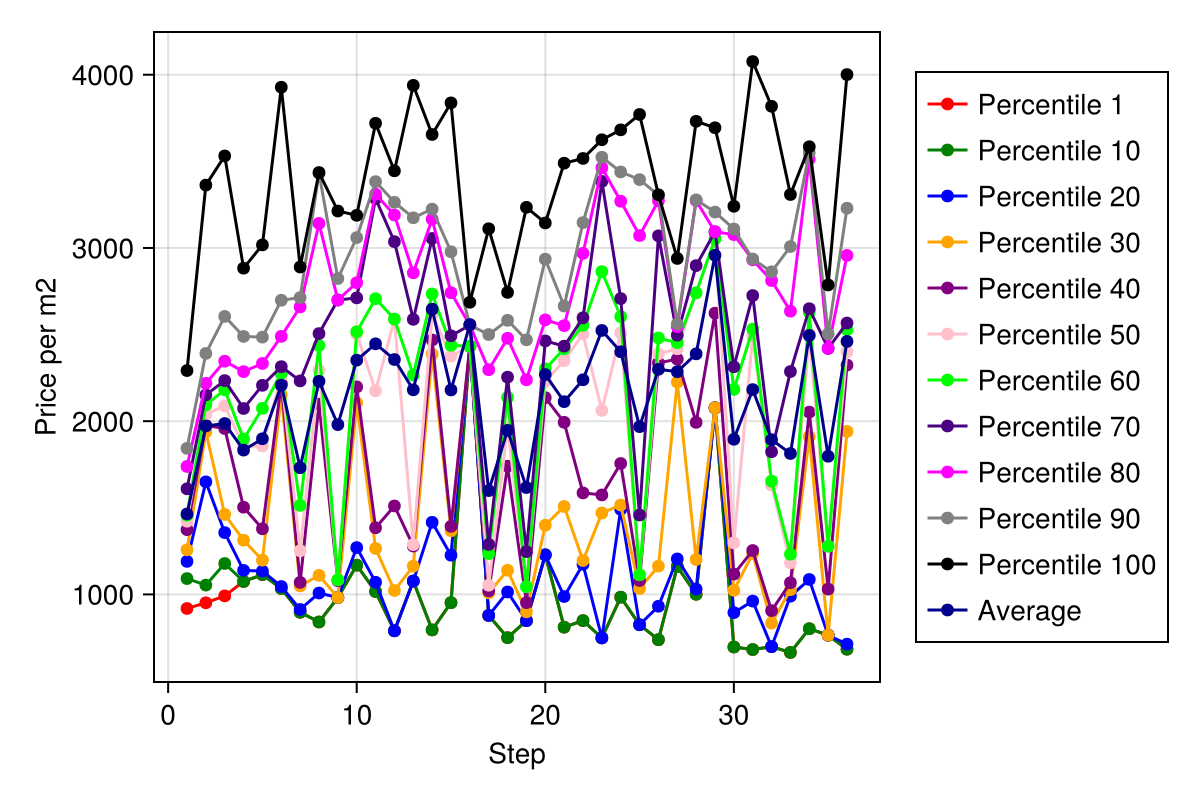 4000
3000
2000
1000
0
10
20
30
Price per m2
Step
Percentile 1
Percentile 10
Percentile 20
Percentile 30
Percentile 40
Percentile 50
Percentile 60
Percentile 70
Percentile 80
Percentile 90
Percentile 100
Average